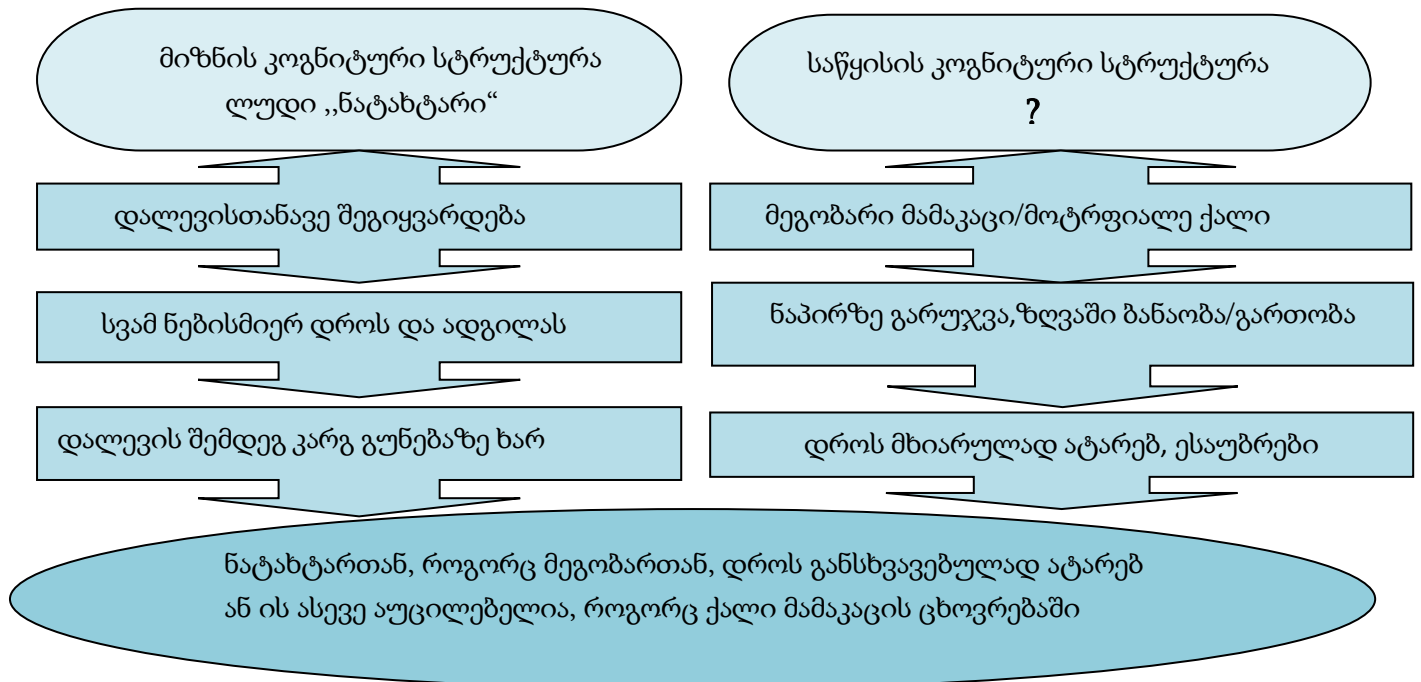 მიზნის კოგნიტური სტრუქტურა
ლუდი ,,ნატახტარი“
საწყისის კოგნიტური სტრუქტურა
?
დალევისთანავე შეგიყვარდება
მეგობარი მამაკაცი/მოტრფიალე ქალი
სვამ ნებისმიერ დროს და ადგილას
ნაპირზე გარუჯვა,ზღვაში ბანაობა/გართობა
დალევის შემდეგ კარგ გუნებაზე ხარ
დროს მხიარულად ატარებ, ესაუბრები
ნატახტართან, როგორც მეგობართან, დროს განსხვავებულად ატარებ
ან ის ასევე აუცილებელია, როგორც ქალი მამაკაცის ცხოვრებაში